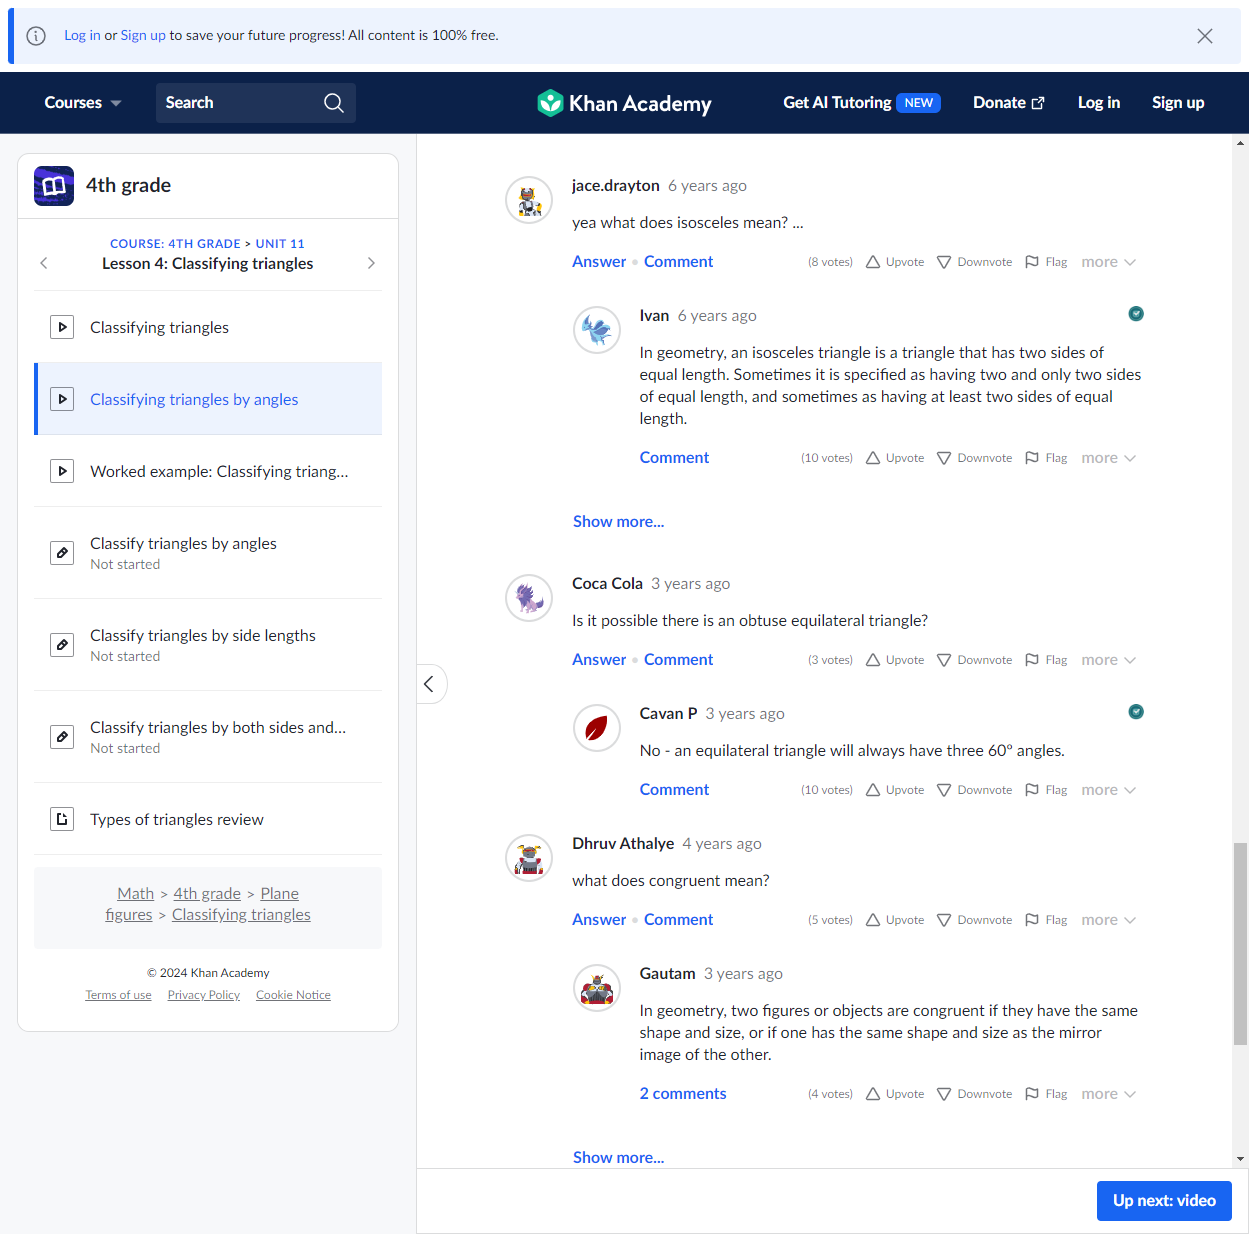 Log in or Sign up to save your future progress! All content is 100% free.
Courses
Search
Khan Academy
Get AI Tutoring NEW
Donate
Log in
Sign up
4th grade
COURSE: 4TH GRADE > UNIT 11
Lesson 4: Classifying triangles
Classifying triangles
Classifying triangles by angles
Worked example: Classifying triang...
Classify triangles by angles
Not started
Classify triangles by side lengths
Not started
Classify triangles by both sides and...
Not started
Types of triangles review
Math > 4th grade > Plane
figures > Classifying triangles
© 2024 Khan Academy
Terms of use Privacy Policy Cookie Notice
jace.drayton 6 years ago
yea what does isosceles mean? ...
Answer • Comment (8 votes) Upvote Downvote Flag more
Ivan 6 years ago
In geometry, an isosceles triangle is a triangle that has two sides of
equal length. Sometimes it is specified as having two and only two sides
of equal length, and sometimes as having at least two sides of equal
length.
Comment (10 votes) Upvote Downvote Flag more
Show more...
Coca Cola 3 years ago
Is it possible there is an obtuse equilateral triangle?
Answer • Comment (3 votes) Upvote Downvote Flag more
Cavan P 3 years ago
No - an equilateral triangle will always have three 60° angles.
Comment (10 votes) Upvote Downvote Flag more
Dhruv Athalye 4 years ago
what does congruent mean?
Answer • Comment (5 votes) Upvote Downvote Flag more
Gautam 3 years ago
In geometry, two figures or objects are congruent if they have the same
shape and size, or if one has the same shape and size as the mirror
image of the other.
2 comments (4 votes) Upvote Downvote Flag more
Show more...
Up next: video